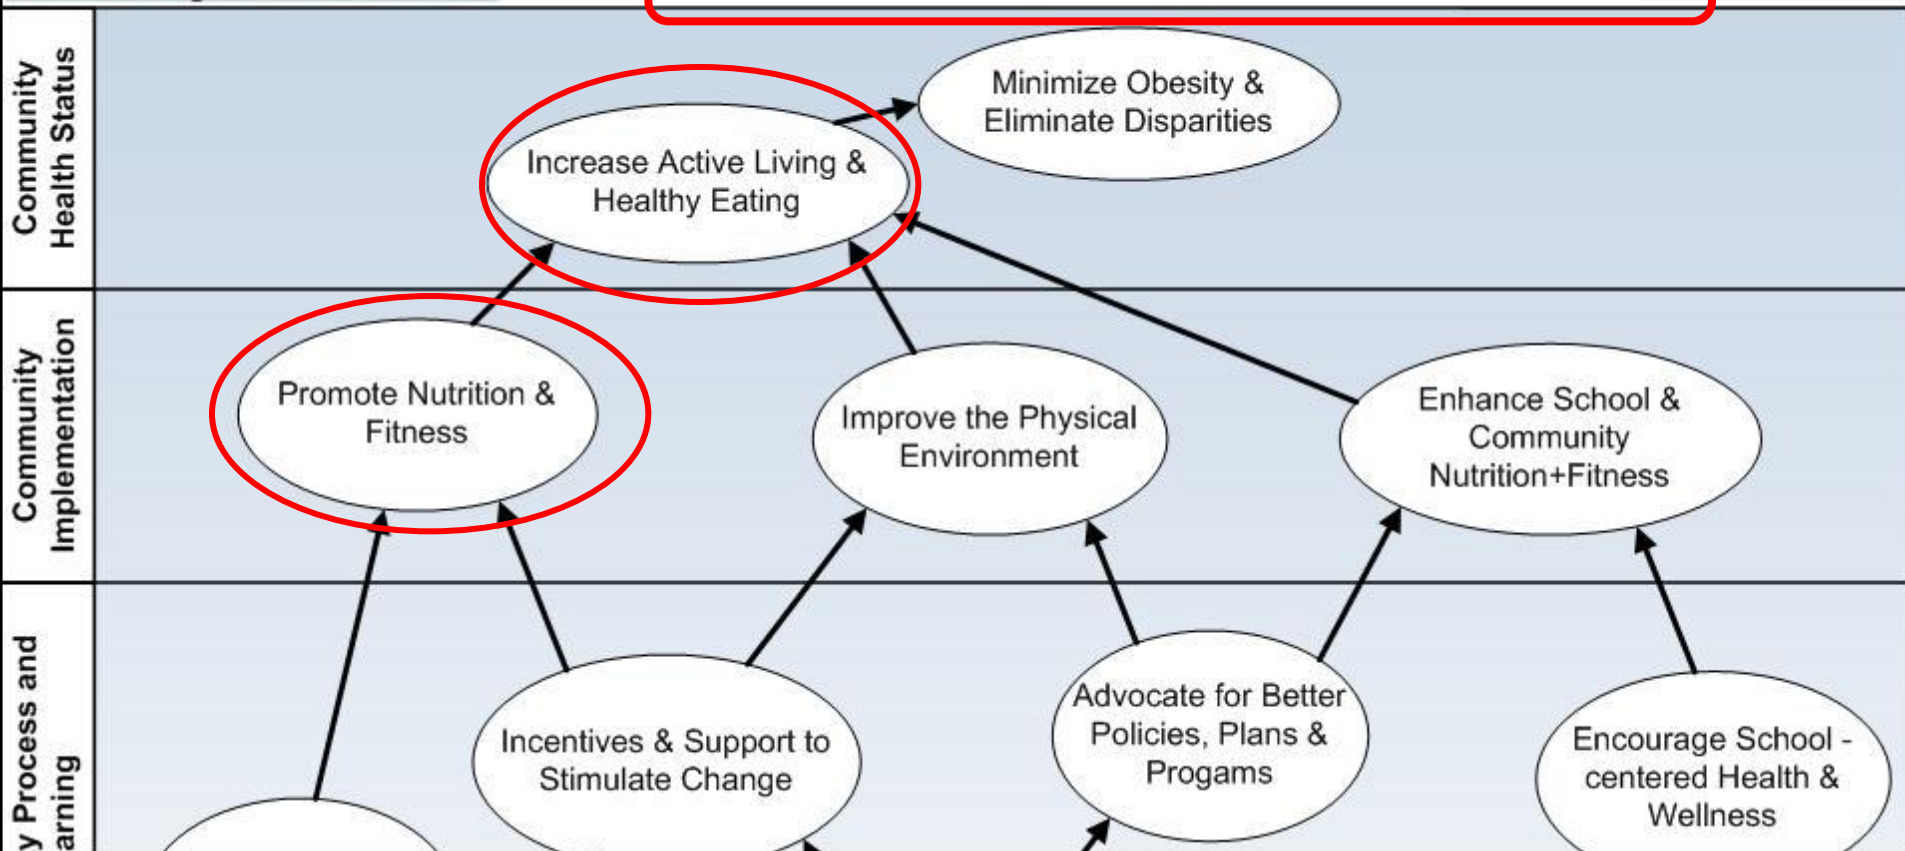 Community
Health Status
Minimize Obesity &
Eliminate Disparities
Increase Active Living &
Healthy Eating
Community
Implementation
Promote Nutrition &
Fitness
Improve the Physical
Environment
Enhance School &
Community
Nutrition+Fitness
y Process and
arning
Incentives & Support to
Stimulate Change
Advocate for Better
Policies, Plans &
Progams
Encourage School -
centered Health &
Wellness